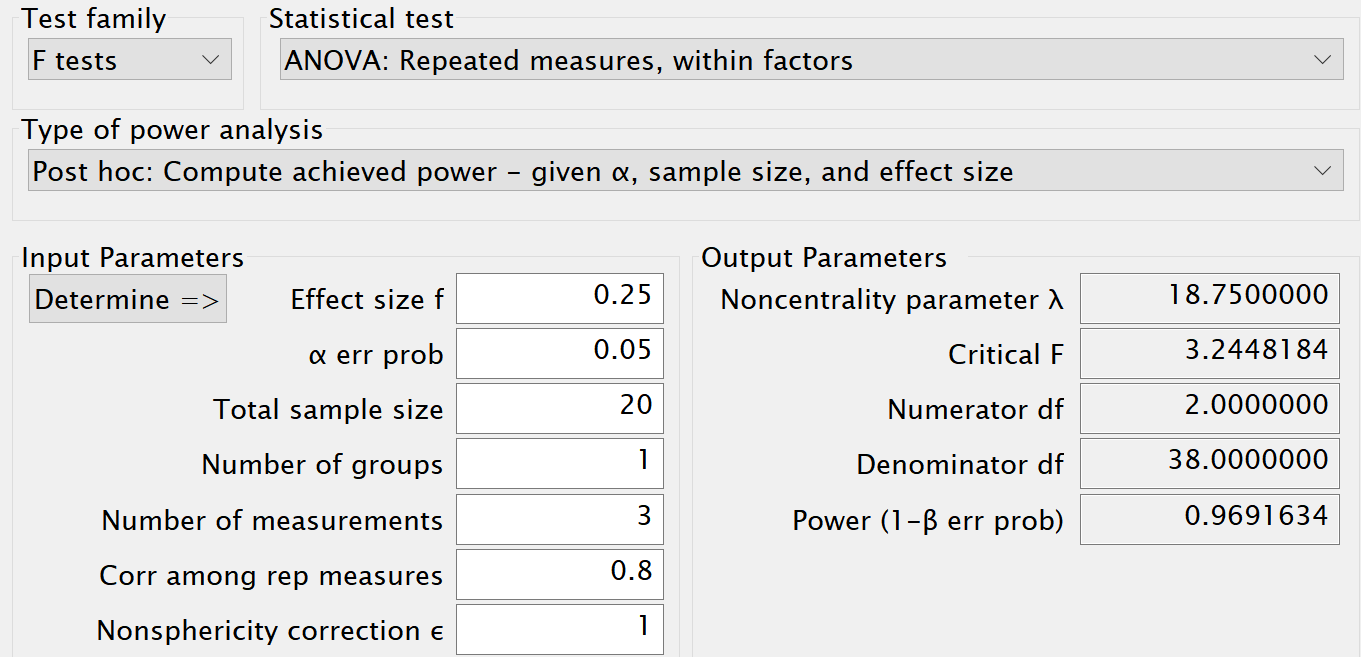 Test family
Statistical test
F tests
ANOVA: Repeated measures, within factors
Type of power analysis
Post hoc: Compute achieved power – given α, sample size, and effect size
Input Parameters
Output Parameters
Determine =>
Effect size f
0.25
Noncentrality parameter λ
18.7500000
α err prob
0.05
Critical F
3.2448184
Total sample size
20
Numerator df
2.0000000
Number of groups
1
Denominator df
38.0000000
Number of measurements
3
Power (1–β err prob)
0.9691634
Corr among rep measures
0.8
Nonsphericity correction ϵ
1